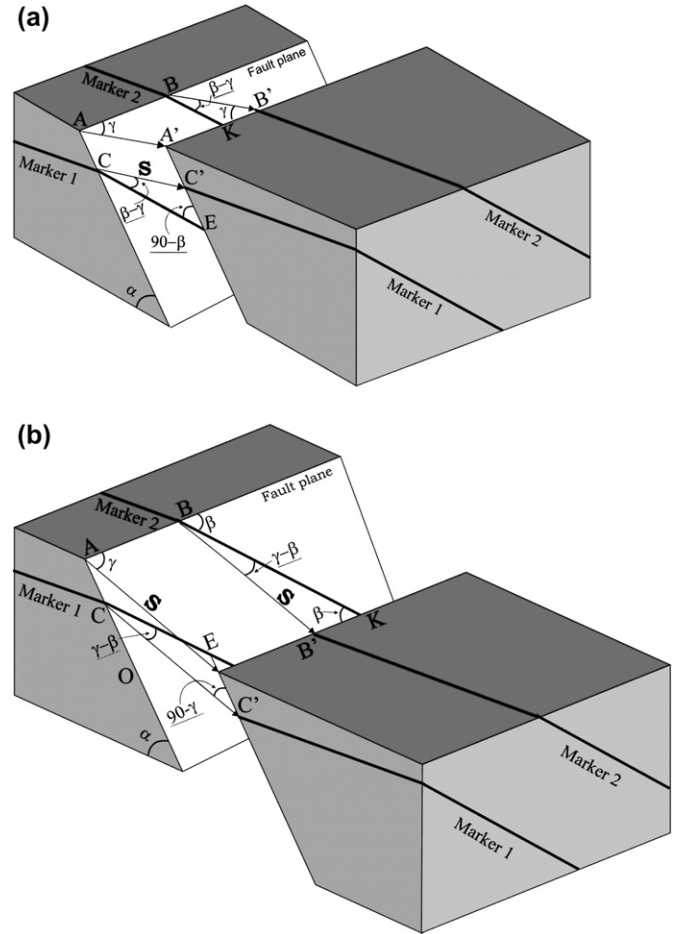 (a)
Marker 2
B
Fault plane
β–γ
B'
A
γ
A'
γ
K
Marker 1
C
S
C'
β–γ
E
90–β
Marker 2
α
Marker 1
(b)
Marker 2
B
Fault plane
β
A
γ
γ–β
Marker 1
S
S
β
K
C
E
B'
γ–β
O
90-γ
C'
α
Marker 2
Marker 1